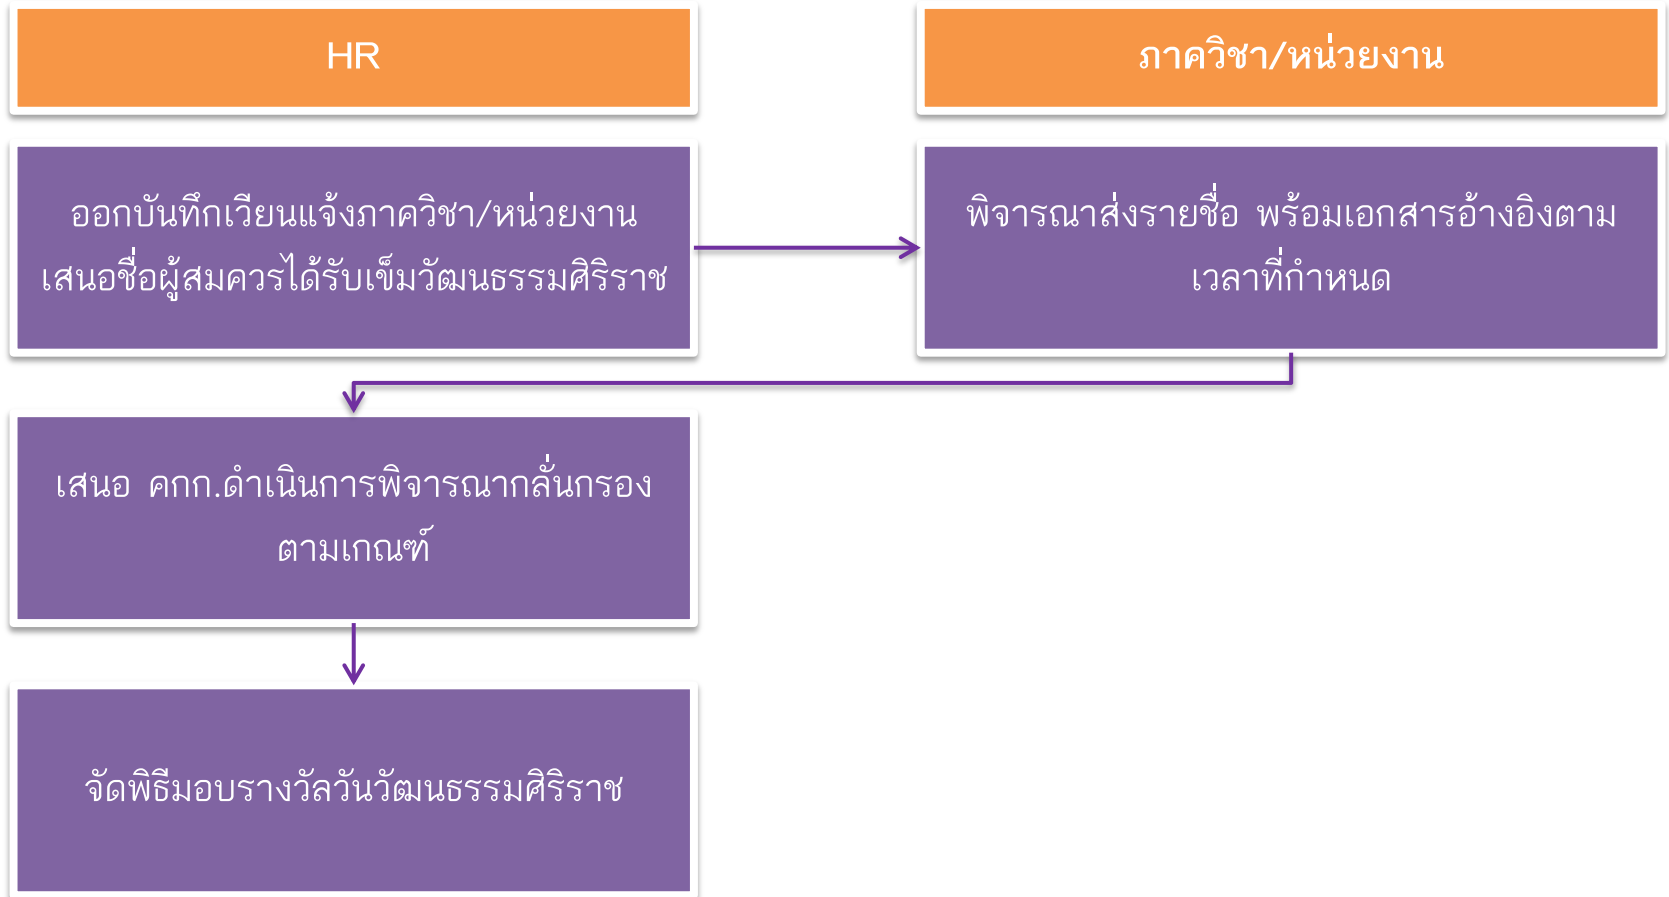 HR
ภาควิชา/หน่วยงาน
ออกบันทึกเวียนแจ้งภาควิชา/หน่วยงาน
เสนอชื่อผู้สมควรได้รับเข็มวัฒนธรรมศิริราช
พิจารณาส่งรายชื่อ พร้อมเอกสารอ้างอิงตาม
เวลาที่กำหนด
เสนอ คกก.ดำเนินการพิจารณากลั่นกรอง
ตามเกณฑ์
จัดพิธีมอบรางวัลวันวัฒนธรรมศิริราช